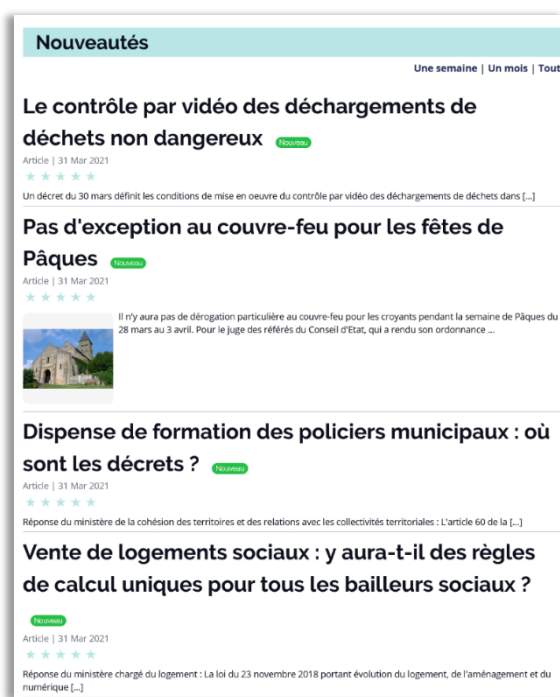 Nouveautés
Une semaine | Un mois | Tout
Le contrôle par vidéo des déchargements de
déchets non dangereux Nouveau
Article | 31 Mar 2021
Un décret du 30 mars définit les conditions de mise en oeuvre du contrôle par vidéo des déchargements de déchets dans [...]
Pas d'exception au couvre-feu pour les fêtes de
Pâques Nouveau
Article | 31 Mar 2021
Il n'y aura pas de dérogation particulière au couvre-feu pour les croyants pendant la semaine de Pâques du
28 mars au 3 avril. Pour le juge des référés du Conseil d'Etat, qui a rendu son ordonnance ...
Dispense de formation des policiers municipaux : où
sont les décrets ? Nouveau
Article | 31 Mar 2021
Réponse du ministère de la cohésion des territoires et des relations avec les collectivités territoriales : L'article 60 de la [...]
Vente de logements sociaux : y aura-t-il des règles
de calcul uniques pour tous les bailleurs sociaux ?
Nouveau
Article | 31 Mar 2021
Réponse du ministère chargé du logement : La loi du 23 novembre 2018 portant évolution du logement, de l'aménagement et du
numérique [...]